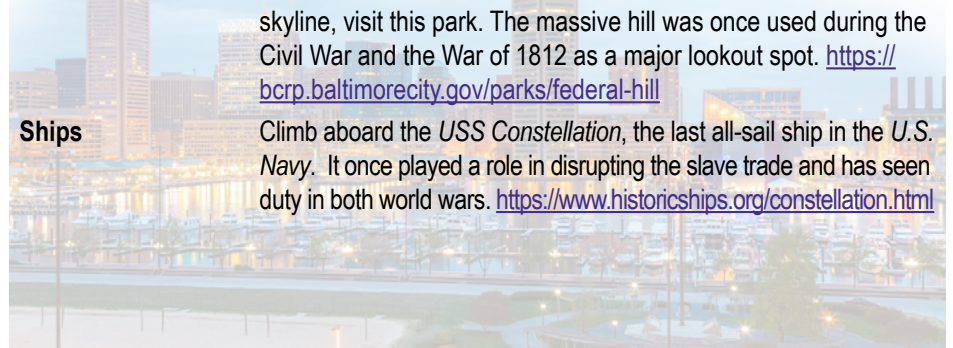 skyline, visit this park. The massive hill was once used during the
Civil War and the War of 1812 as a major lookout spot. https://
bcrp.baltimorecity.gov/parks/federal-hill
Ships Climb aboard the USS Constellation, the last all-sail ship in the U.S.
Navy.  It once played a role in disrupting the slave trade and has seen
duty in both world wars. https://www.historicships.org/constellation.html